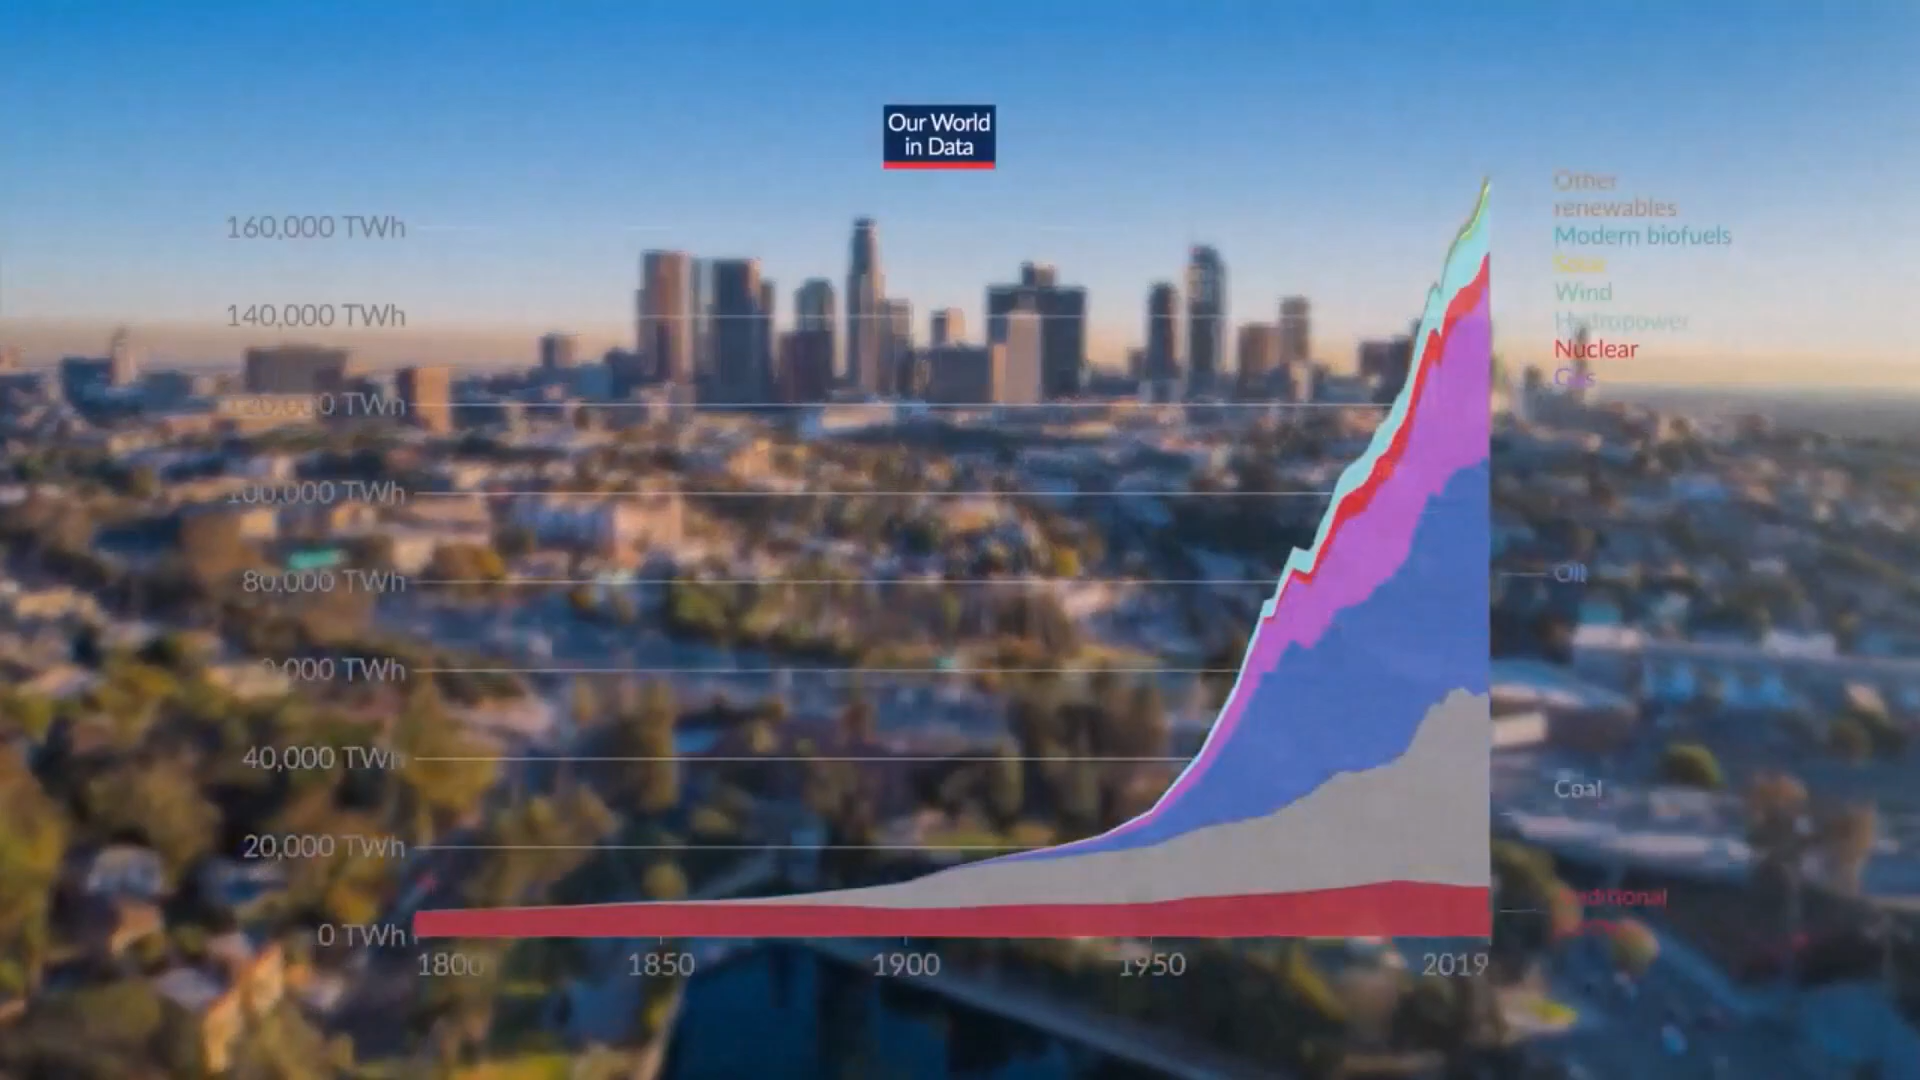 Our World
in Data
160,000 TWh
140,000 TWh
120,000 TWh
100,000 TWh
80,000 TWh
0,000 TWh
40,000 TWh
20,000 TWh
0 TWh
1800
1850
1900
1950
2019
Other
renewables
Modern biofuels
Solar
Wind
Hydropower
Nuclear
Gas
Oil
Coal
Traditional